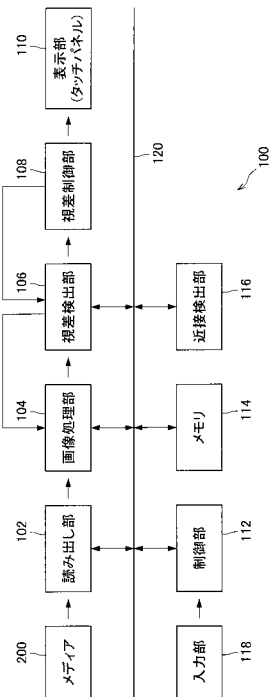 200
メディア
102
読み出し部
104
画像処理部
106
視差検出部
108
視差制御部
110
表示部
(タッチパネル)
120
118
入力部
112
制御部
114
メモリ
116
近接検出部
100